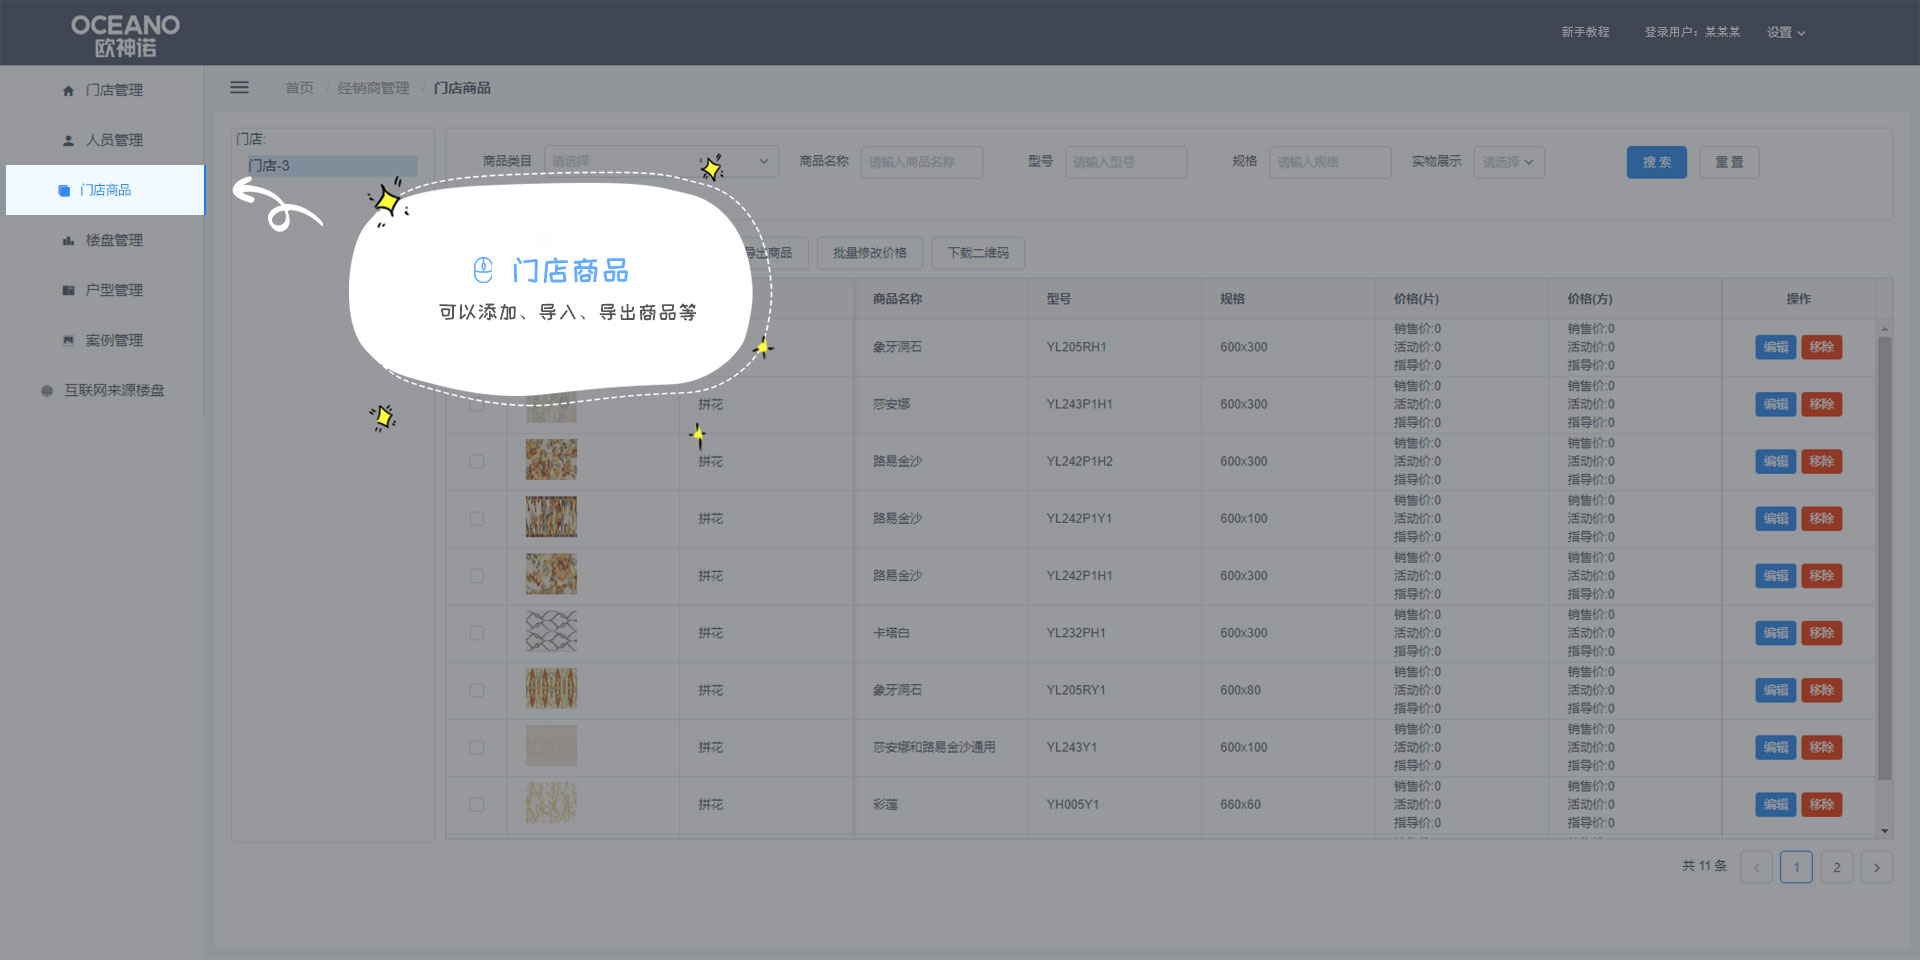 OCEANO
欧神诺
新手教程 登录用户：某某某 设置
门店管理
人员管理
门店商品
楼盘管理
户型管理
案例管理
互联网来源楼盘
首页 / 经销商管理 / 门店商品
门店:
门店-3
商品类目 请选择 商品名称 请输入商品名称 型号 请输入型号 规格 请输入规格 实物展示 请选择 搜索 重置
导出商品 批量修改价格 下载二维码
门店商品
可以添加、导入、导出商品等
商品名称 型号 规格 价格(片) 价格(方) 操作
销售价:0 销售价:0
象牙洞石 YL205RH1 600x300 活动价:0 活动价:0 编辑 移除
指导价:0 指导价:0
销售价:0 销售价:0
拼花 莎安娜 YL243P1H1 600x300 活动价:0 活动价:0 编辑 移除
指导价:0 指导价:0
销售价:0 销售价:0
拼花 路易金沙 YL242P1H2 600x300 活动价:0 活动价:0 编辑 移除
指导价:0 指导价:0
销售价:0 销售价:0
拼花 路易金沙 YL242P1Y1 600x100 活动价:0 活动价:0 编辑 移除
指导价:0 指导价:0
销售价:0 销售价:0
拼花 路易金沙 YL242P1H1 600x300 活动价:0 活动价:0 编辑 移除
指导价:0 指导价:0
销售价:0 销售价:0
拼花 卡塔白 YL232PH1 600x300 活动价:0 活动价:0 编辑 移除
指导价:0 指导价:0
销售价:0 销售价:0
拼花 象牙洞石 YL205RY1 600x80 活动价:0 活动价:0 编辑 移除
指导价:0 指导价:0
销售价:0 销售价:0
拼花 莎安娜和路易金沙通用 YL243Y1 600x100 活动价:0 活动价:0 编辑 移除
指导价:0 指导价:0
销售价:0 销售价:0
拼花 彩莲 YH005Y1 660x60 活动价:0 活动价:0 编辑 移除
指导价:0 指导价:0
共 11 条 < 1 2 >